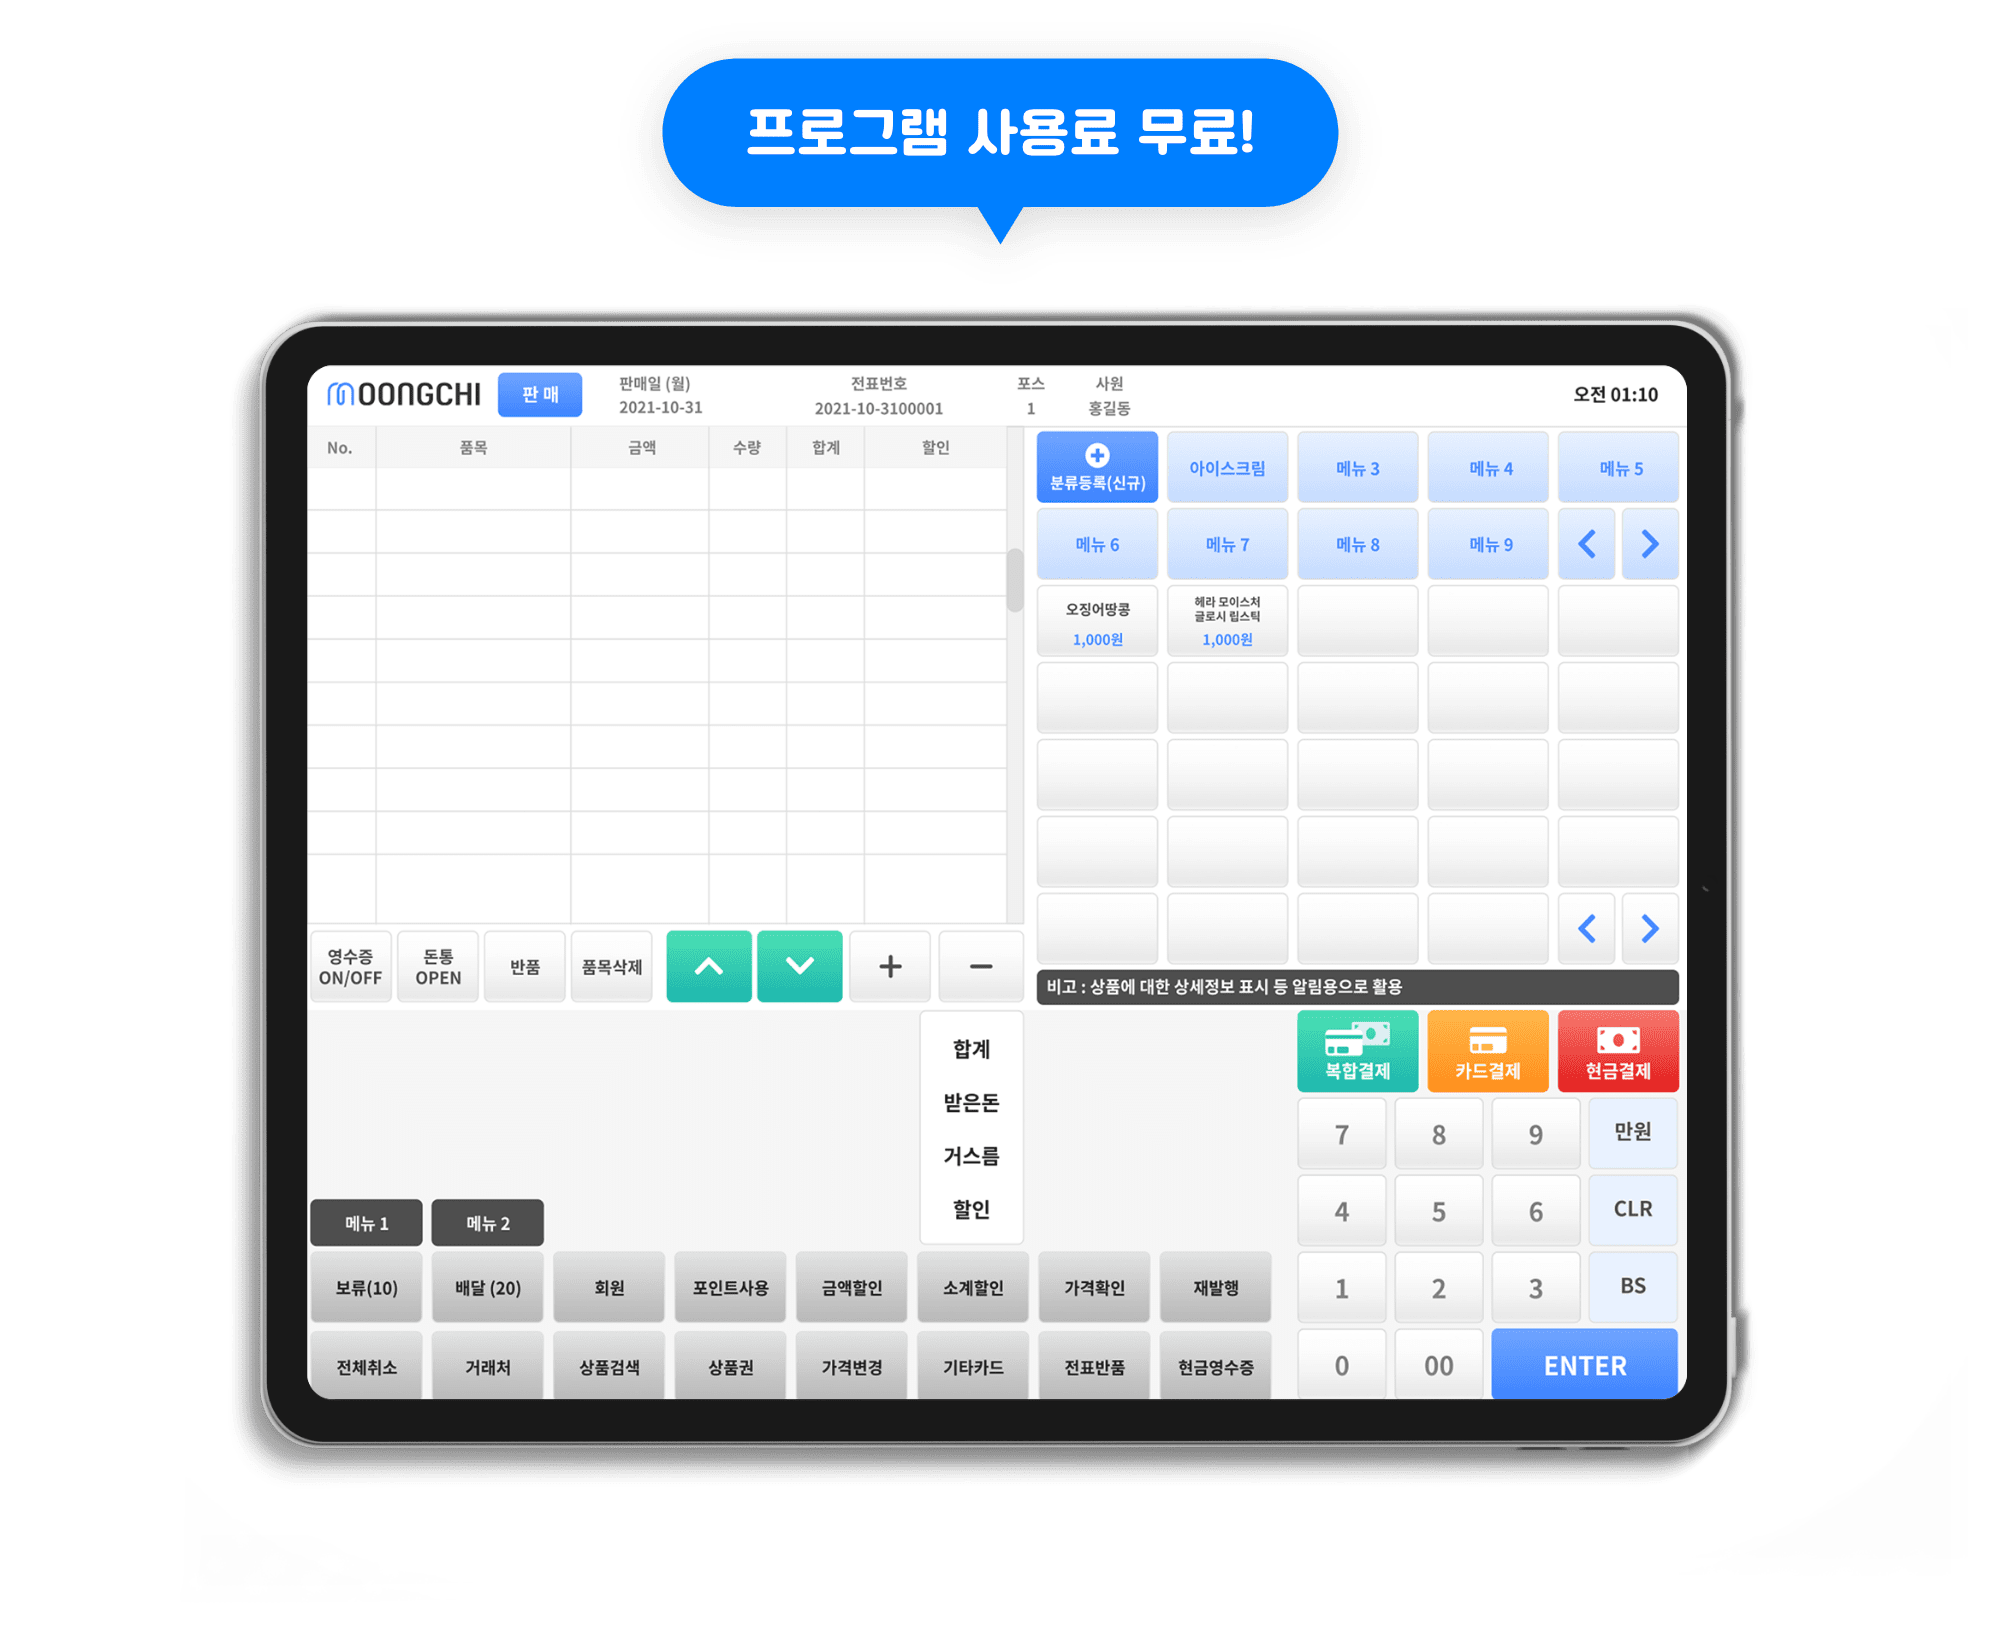 프로그램 사용료 무료!
MOONGCHI
판 매
판매일 (월)
2021-10-31
전표번호
2021-10-3100001
포스
1
사원
홍길동
오전 01:10
No. 품목 금액 수량 합계 할인
분류등록(신규)
아이스크림
메뉴 3
메뉴 4
메뉴 5
메뉴 6
메뉴 7
메뉴 8
메뉴 9
오징어땅콩
1,000원
헤라 모이스처
글로시 립스틱
1,000원
영수증
ON/OFF
돈통
OPEN
반품
품목삭제
+
−
비고 : 상품에 대한 상세정보 표시 등 알림용으로 활용
합계
받은돈
거스름
할인
복합결제
카드결제
현금결제
7 8 9 만원
4 5 6 CLR
1 2 3 BS
0 00 ENTER
메뉴 1
메뉴 2
보류(10)
배달 (20)
회원
포인트사용
금액할인
소계할인
가격확인
재발행
전체취소
거래처
상품검색
상품권
가격변경
기타카드
전표반품
현금영수증